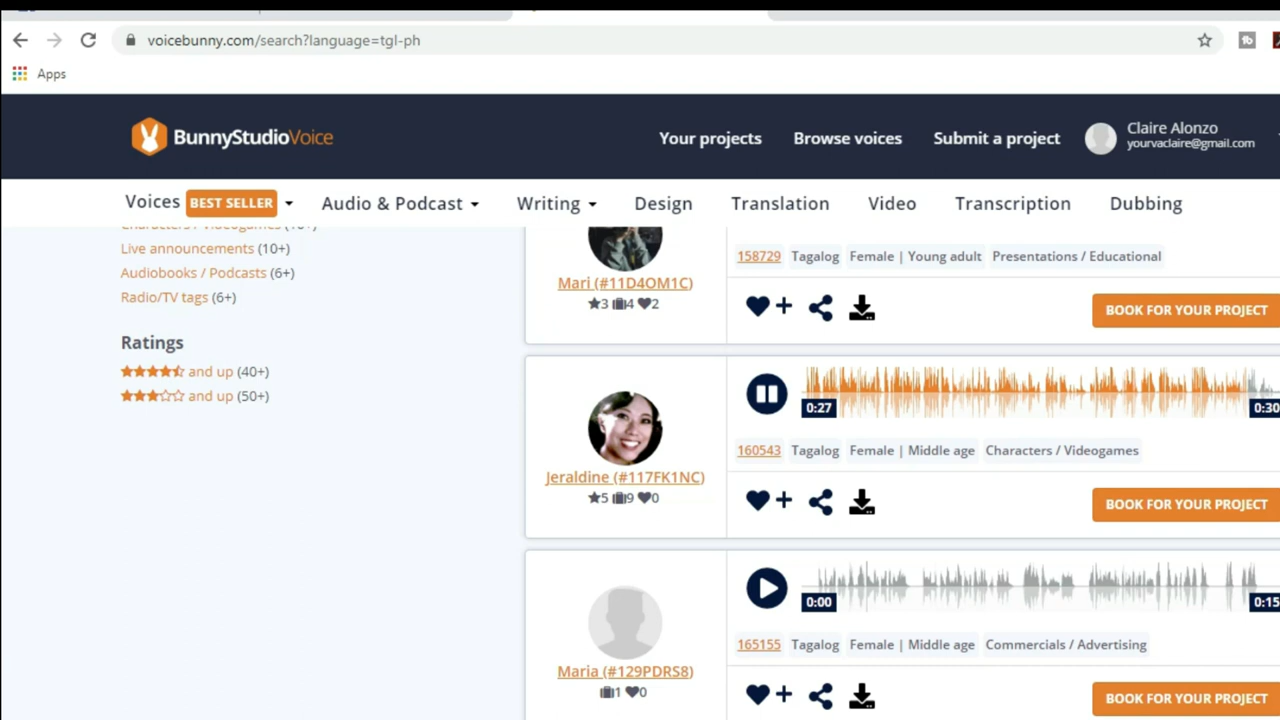 voicebunny.com/search?language=tgl-ph
Apps
BunnyStudioVoice
Your projects
Browse voices
Submit a project
Claire Alonzo
yourvaclaire@gmail.com
Voices BEST SELLER
Audio & Podcast
Writing
Design
Translation
Video
Transcription
Dubbing
Characters / Videogames (10+)
Live announcements (10+)
Audiobooks / Podcasts (6+)
Radio/TV tags (6+)
Ratings
and up (40+)
and up (50+)
Mari (#11D4OM1C)
3 4 2
158729 Tagalog Female | Young adult Presentations / Educational
BOOK FOR YOUR PROJECT
Jeraldine (#117FK1NC)
5 9 0
0:27
0:30
160543 Tagalog Female | Middle age Characters / Videogames
BOOK FOR YOUR PROJECT
Maria (#129PDRS8)
1 0
0:00
0:15
165155 Tagalog Female | Middle age Commercials / Advertising
BOOK FOR YOUR PROJECT